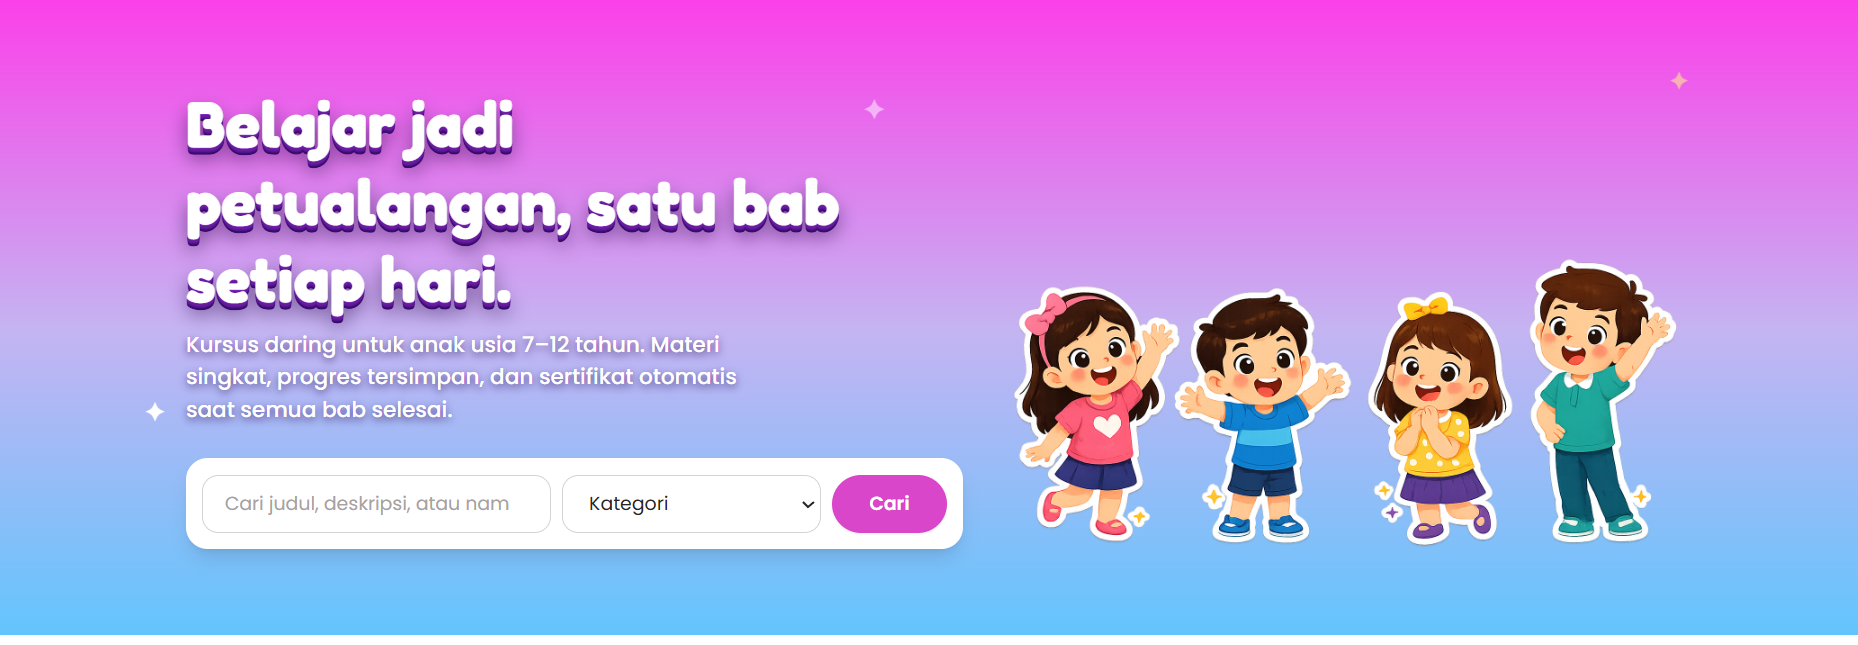 Belajar jadi
petualangan, satu bab
setiap hari.
Kursus daring untuk anak usia 7–12 tahun. Materi
singkat, progres tersimpan, dan sertifikat otomatis
saat semua bab selesai.
Cari judul, deskripsi, atau nam
Kategori
Cari